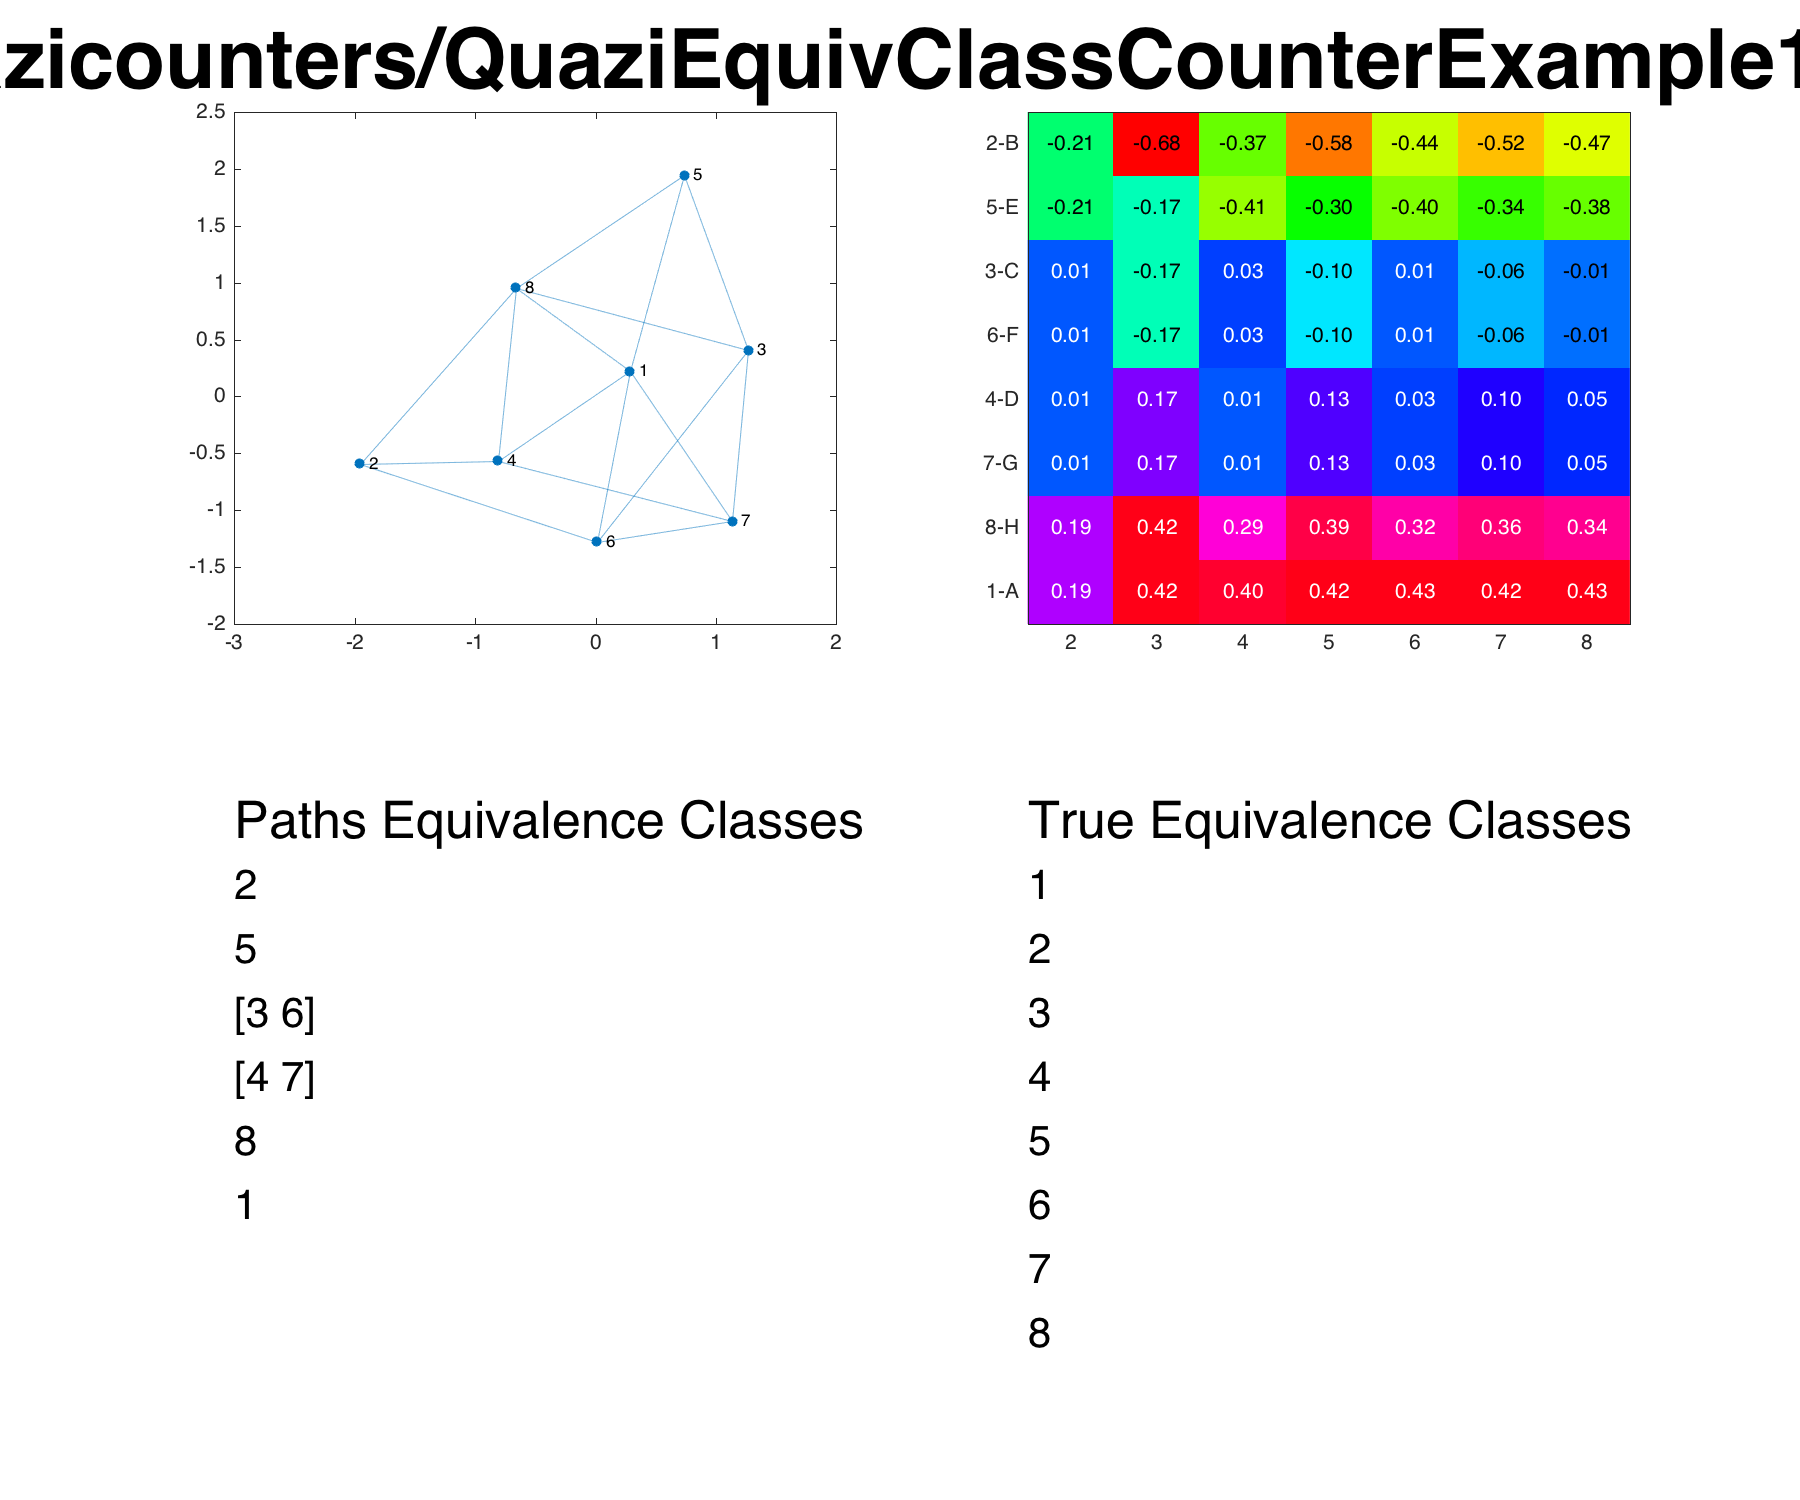 zicounters/QuaziEquivClassCounterExample1
2.5
2
1.5
1
0.5
0
-0.5
-1
-1.5
-2
-3 -2 -1 0 1 2
5
8
3
1
2
4
7
6
2-B -0.21 -0.68 -0.37 -0.58 -0.44 -0.52 -0.47
5-E -0.21 -0.17 -0.41 -0.30 -0.40 -0.34 -0.38
3-C 0.01 -0.17 0.03 -0.10 0.01 -0.06 -0.01
6-F 0.01 -0.17 0.03 -0.10 0.01 -0.06 -0.01
4-D 0.01 0.17 0.01 0.13 0.03 0.10 0.05
7-G 0.01 0.17 0.01 0.13 0.03 0.10 0.05
8-H 0.19 0.42 0.29 0.39 0.32 0.36 0.34
1-A 0.19 0.42 0.40 0.42 0.43 0.42 0.43
2 3 4 5 6 7 8
Paths Equivalence Classes
2
5
[3 6]
[4 7]
8
1
True Equivalence Classes
1
2
3
4
5
6
7
8